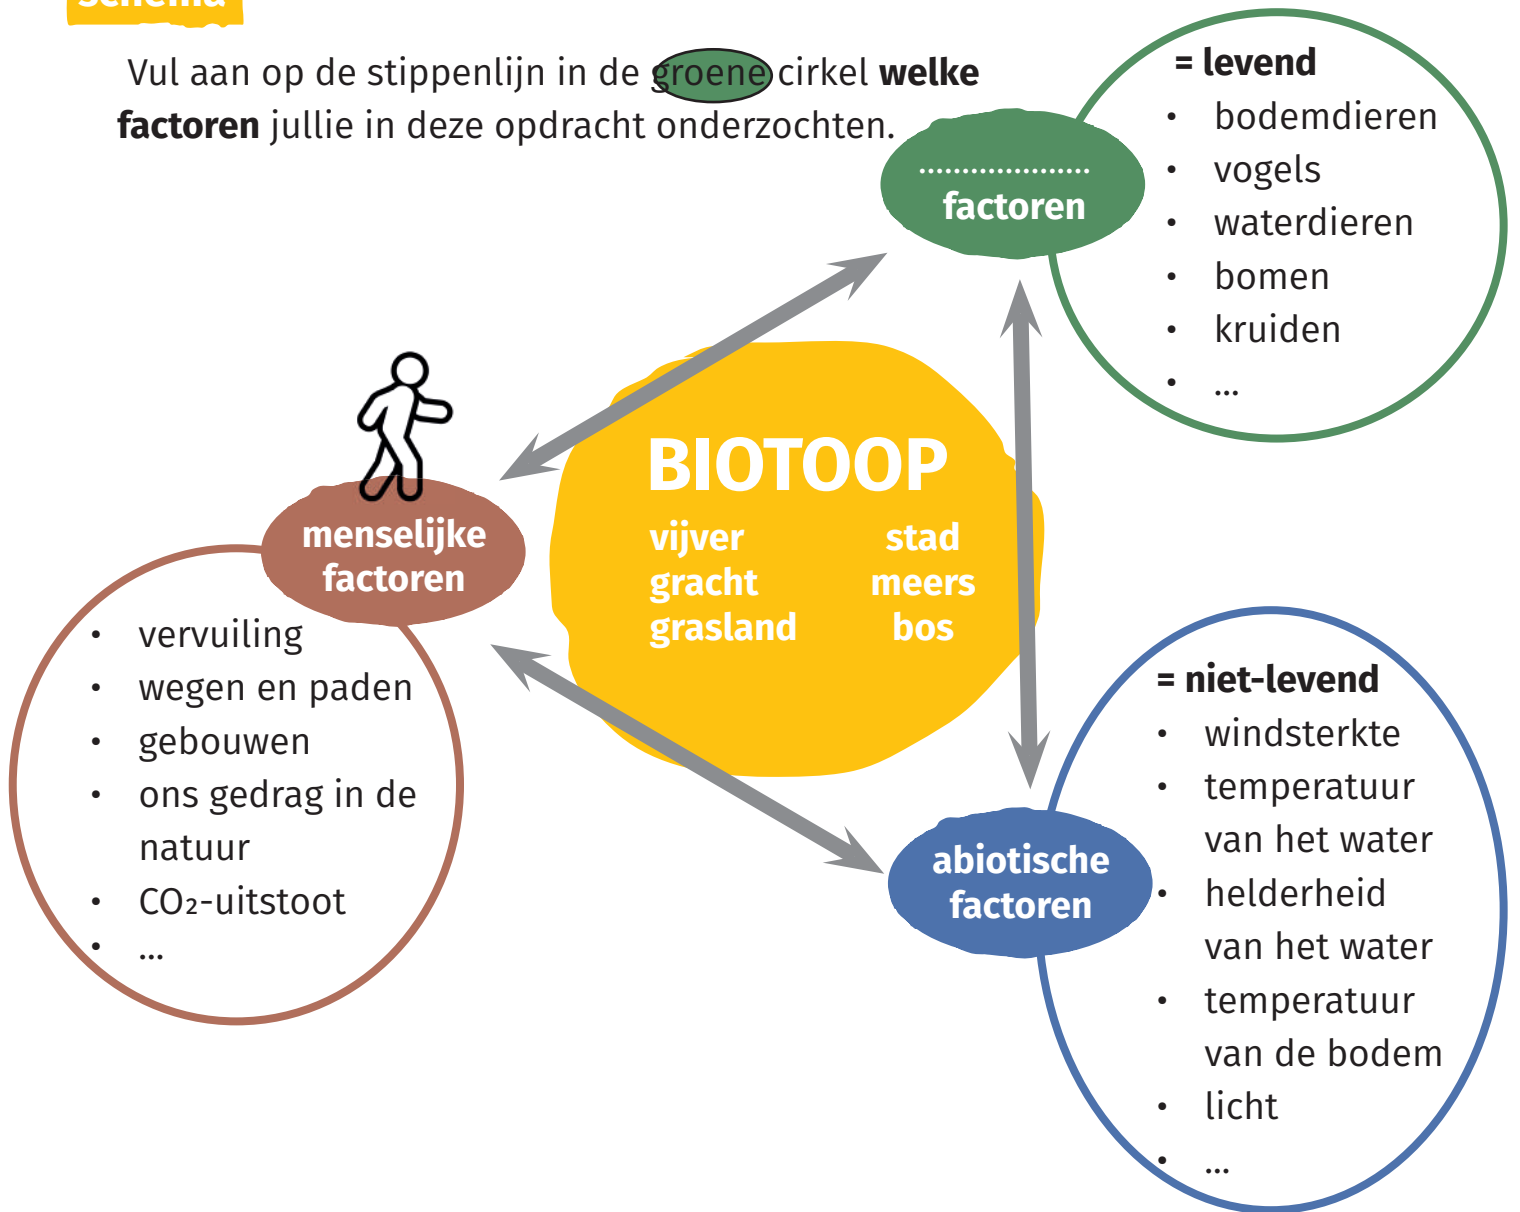 schema
Vul aan op de stippenlijn in de groene cirkel welke
factoren jullie in deze opdracht onderzochten.
....................
factoren
= levend
• bodemdieren
• vogels
• waterdieren
• bomen
• kruiden
• ...
BIOTOOP
vijver stad
gracht meers
grasland bos
menselijke
factoren
• vervuiling
• wegen en paden
• gebouwen
• ons gedrag in de
natuur
• CO₂-uitstoot
• ...
abiotische
factoren
= niet-levend
• windsterkte
• temperatuur
van het water
• helderheid
van het water
• temperatuur
van de bodem
• licht
• ...